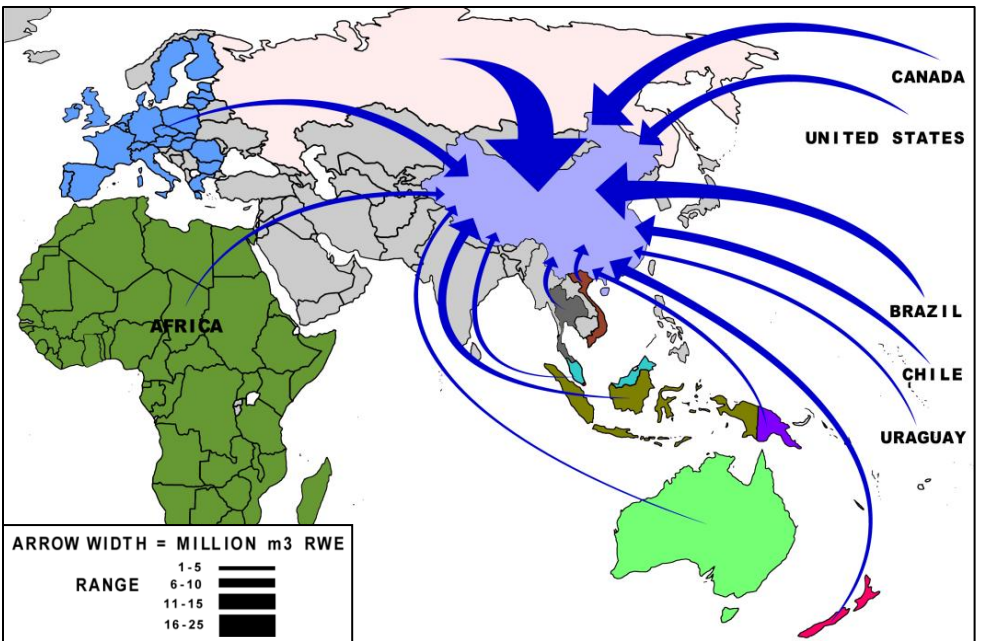 CANADA
UNITED STATES
AFRICA
BRAZIL
CHILE
URAGUAY
ARROW WIDTH = MILLION m3 RWE
RANGE
1-5
6-10
11-15
16-25